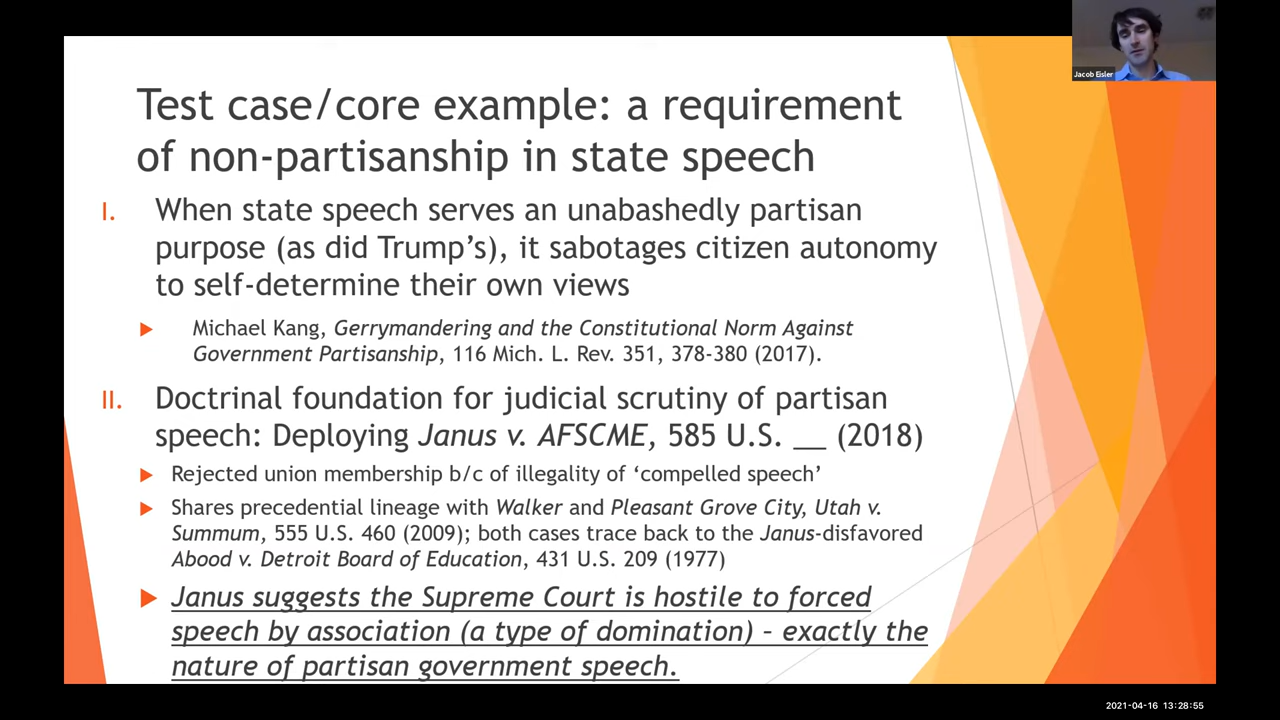 Jacob Eisler
Test case/core example: a requirement
of non-partisanship in state speech
I. When state speech serves an unabashedly partisan
purpose (as did Trump’s), it sabotages citizen autonomy
to self-determine their own views
Michael Kang, Gerrymandering and the Constitutional Norm Against
Government Partisanship, 116 Mich. L. Rev. 351, 378-380 (2017).
II. Doctrinal foundation for judicial scrutiny of partisan
speech: Deploying Janus v. AFSCME, 585 U.S. __ (2018)
Rejected union membership b/c of illegality of ‘compelled speech’
Shares precedential lineage with Walker and Pleasant Grove City, Utah v.
Summum, 555 U.S. 460 (2009); both cases trace back to the Janus-disfavored
Abood v. Detroit Board of Education, 431 U.S. 209 (1977)
Janus suggests the Supreme Court is hostile to forced
speech by association (a type of domination) – exactly the
nature of partisan government speech.
2021-04-16 13:28:55